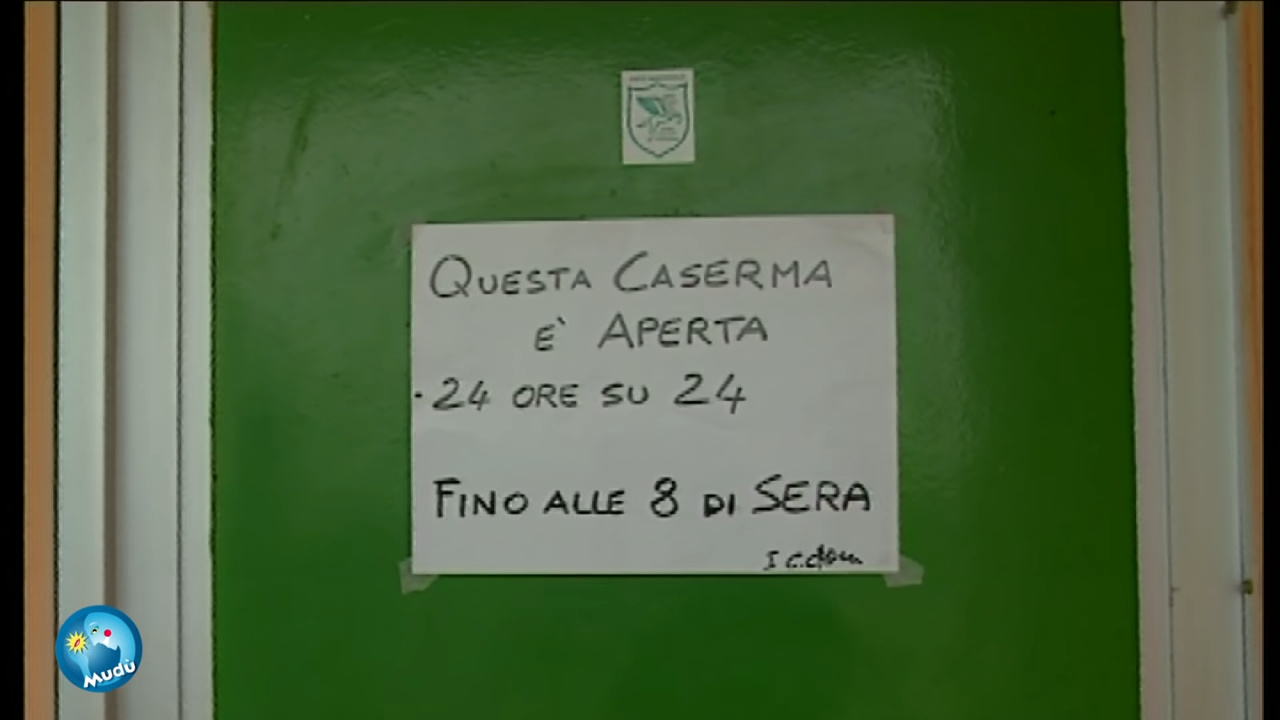 QUESTA CASERMA
E' APERTA
·24 ORE SU 24
FINO ALLE 8 DI SERA
Mudù